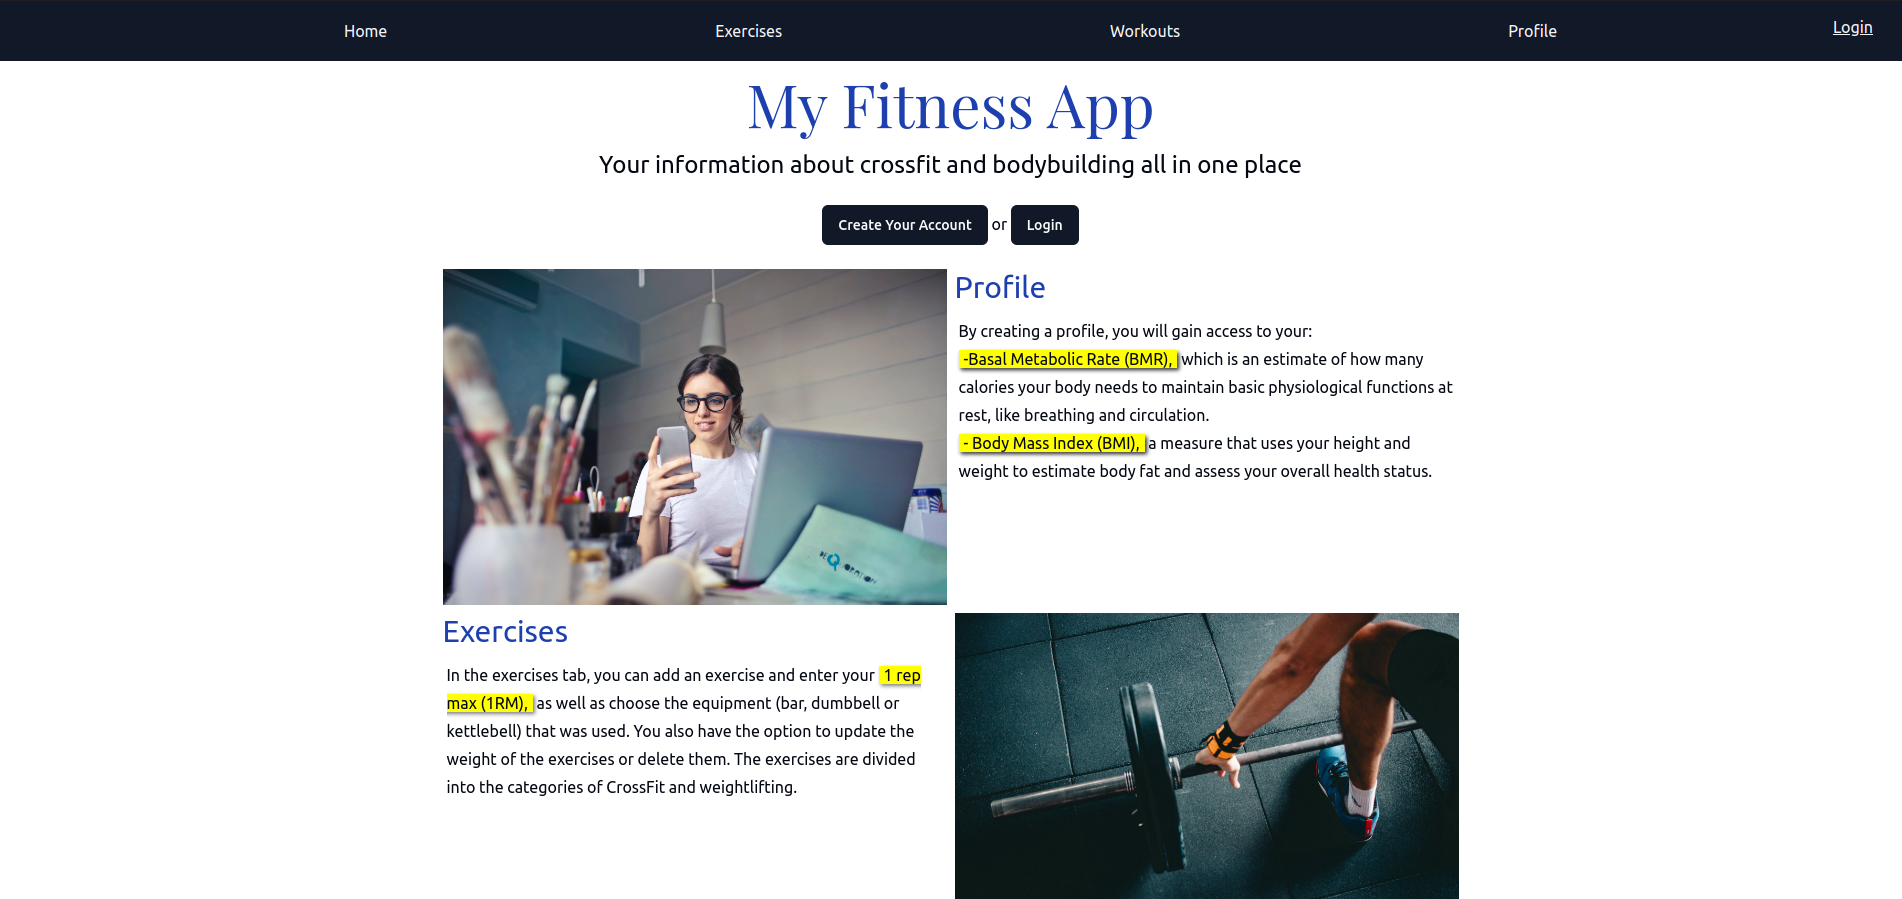 Home Exercises Workouts Profile Login
My Fitness App
Your information about crossfit and bodybuilding all in one place
Create Your Account or Login
Profile
By creating a profile, you will gain access to your:
-Basal Metabolic Rate (BMR), which is an estimate of how many
calories your body needs to maintain basic physiological functions at
rest, like breathing and circulation.
- Body Mass Index (BMI), a measure that uses your height and
weight to estimate body fat and assess your overall health status.
Exercises
In the exercises tab, you can add an exercise and enter your 1 rep
max (1RM), as well as choose the equipment (bar, dumbbell or
kettlebell) that was used. You also have the option to update the
weight of the exercises or delete them. The exercises are divided
into the categories of CrossFit and weightlifting.